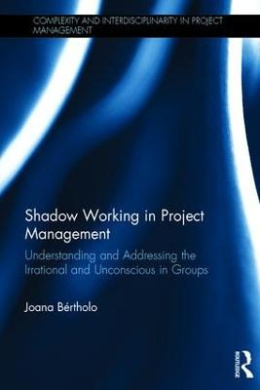 COMPLEXITY AND INTERDISCIPLINARITY IN PROJECT
MANAGEMENT
Shadow Working in Project
Management
Understanding and Addressing the
Irrational and Unconscious in Groups
Joana Bértholo
R
ROUTLEDGE